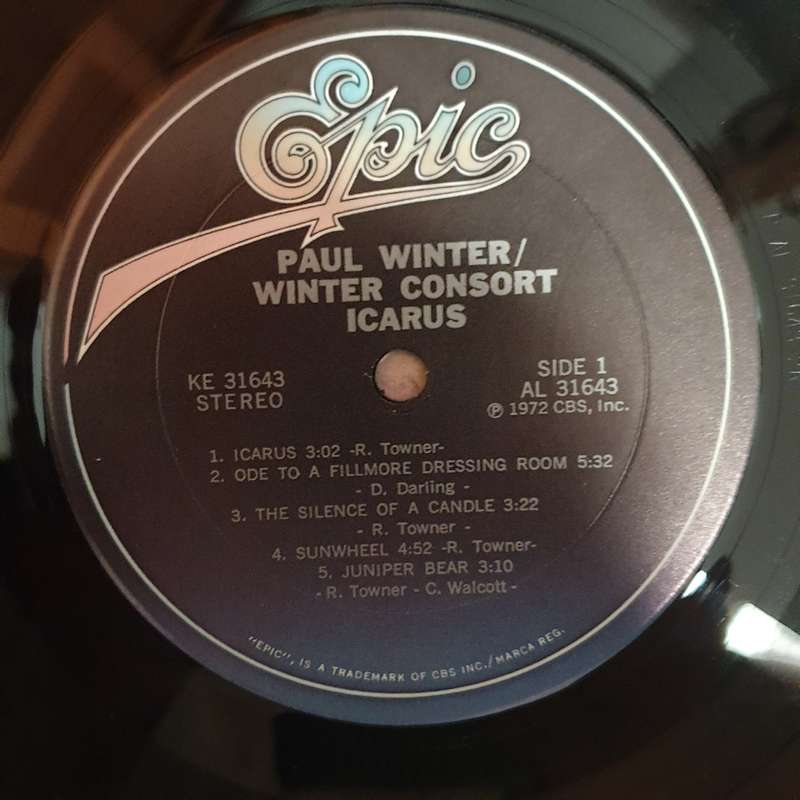 Epic
PAUL WINTER/
WINTER CONSORT
ICARUS
KE 31643
STEREO
SIDE 1
AL 31643
℗ 1972 CBS, Inc.
1. ICARUS 3:02 -R. Towner-
2. ODE TO A FILLMORE DRESSING ROOM 5:32
- D. Darling -
3. THE SILENCE OF A CANDLE 3:22
- R. Towner -
4. SUNWHEEL 4:52 -R. Towner-
5. JUNIPER BEAR 3:10
- R. Towner - C. Walcott -
"EPIC", IS A TRADEMARK OF CBS INC./MARCA REG.